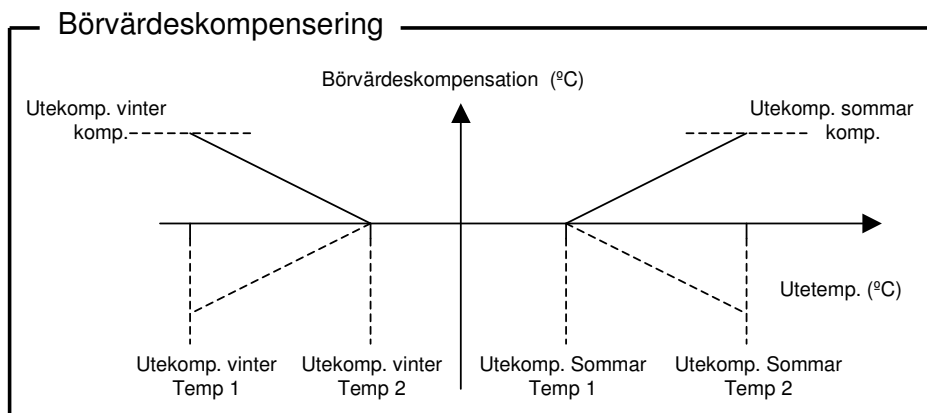 Börvärdeskompensering
Börvärdeskompensation (ºC)
Utekomp. vinter
komp.
Utekomp. sommar
komp.
Utetemp. (ºC)
Utekomp. vinter
Temp 1
Utekomp. vinter
Temp 2
Utekomp. Sommar
Temp 1
Utekomp. Sommar
Temp 2